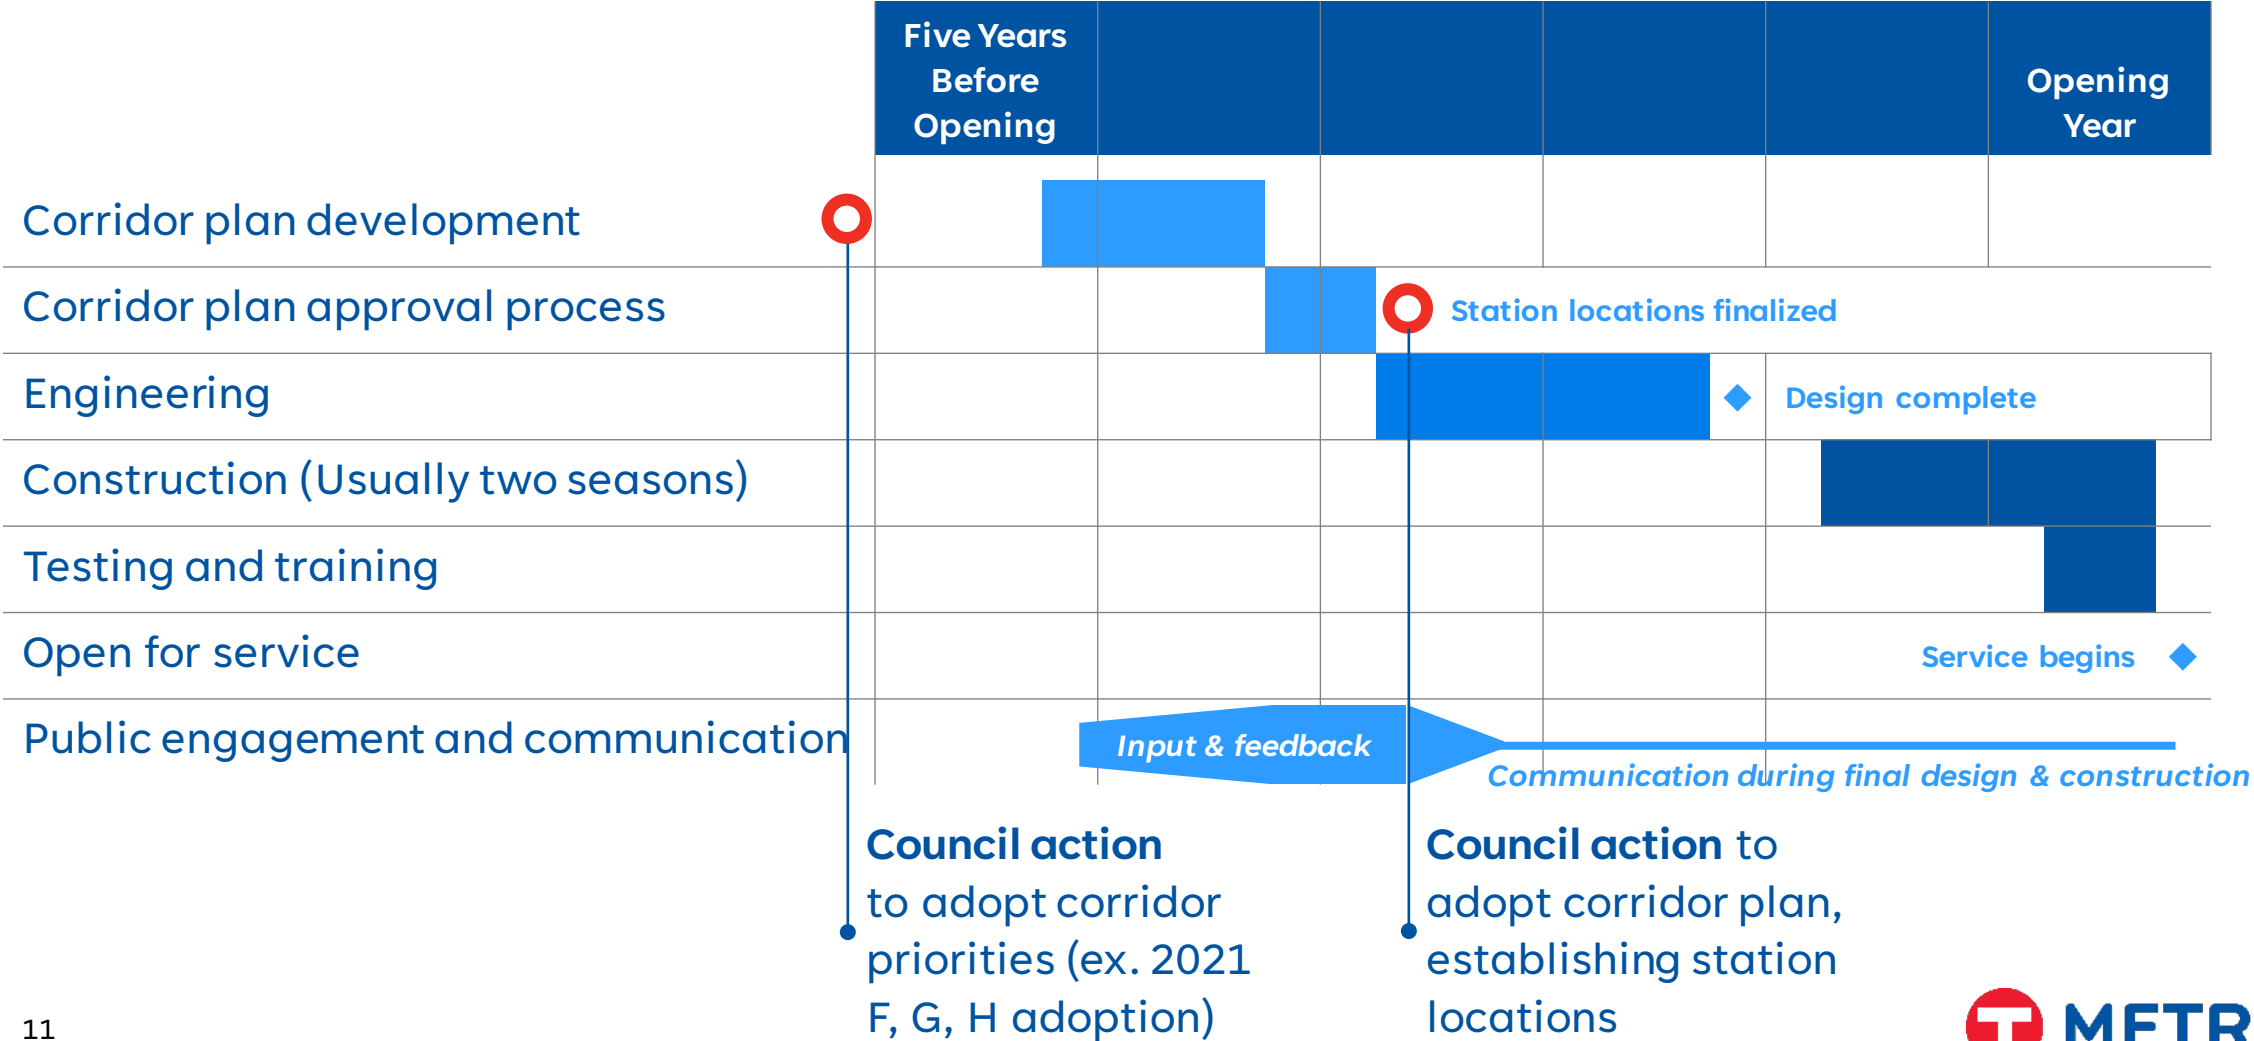 Five Years
Before
Opening
Opening
Year
Corridor plan development
Corridor plan approval process
Station locations finalized
Engineering
Design complete
Construction (Usually two seasons)
Testing and training
Open for service
Service begins
Public engagement and communication
Input & feedback
Communication during final design & construction
Council action
to adopt corridor
priorities (ex. 2021
F, G, H adoption)
Council action to
adopt corridor plan,
establishing station
locations
11
T METR